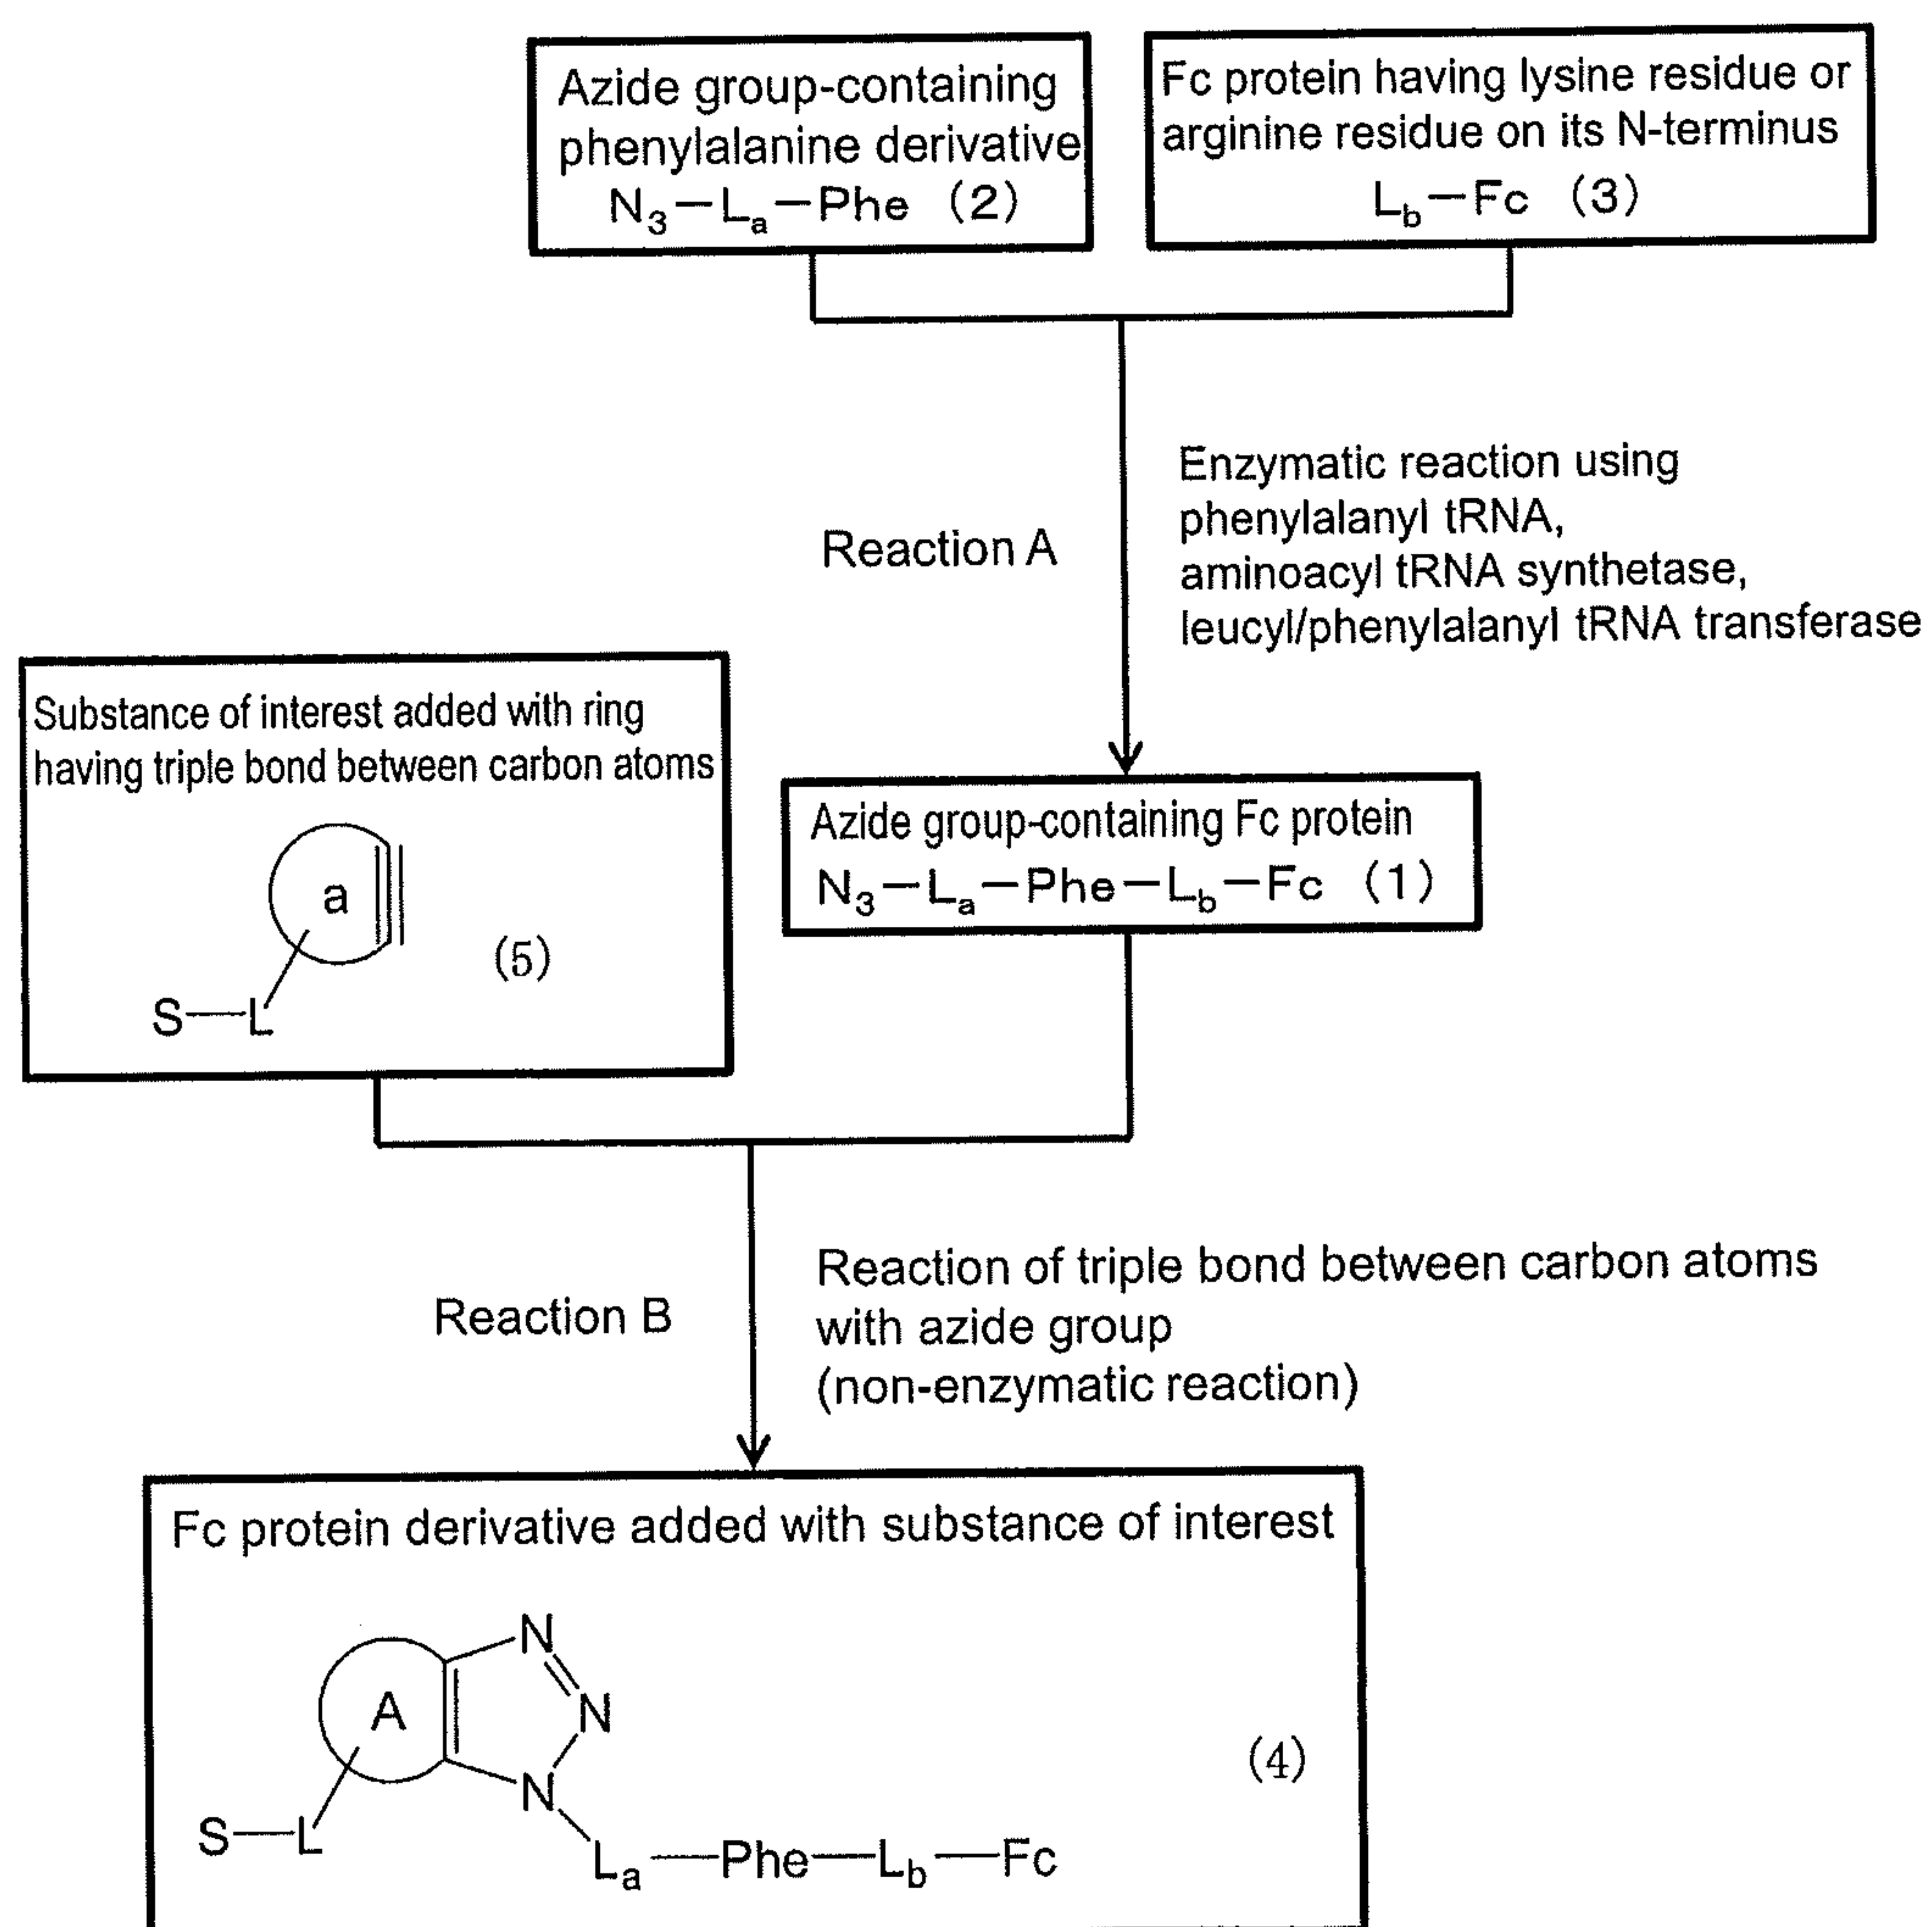 Azide group-containing
phenylalanine derivative
N₃—Lₐ—Phe (2)
Fc protein having lysine residue or
arginine residue on its N-terminus
L_b—Fc (3)
Reaction A
Enzymatic reaction using
phenylalanyl tRNA,
aminoacyl tRNA synthetase,
leucyl/phenylalanyl tRNA transferase
Substance of interest added with ring
having triple bond between carbon atoms
a
(5)
S—L
Azide group-containing Fc protein
N₃—Lₐ—Phe—L_b—Fc (1)
Reaction B
Reaction of triple bond between carbon atoms
with azide group
(non-enzymatic reaction)
Fc protein derivative added with substance of interest
N
A
N
(4)
N
S—L
Lₐ—Phe—L_b—Fc